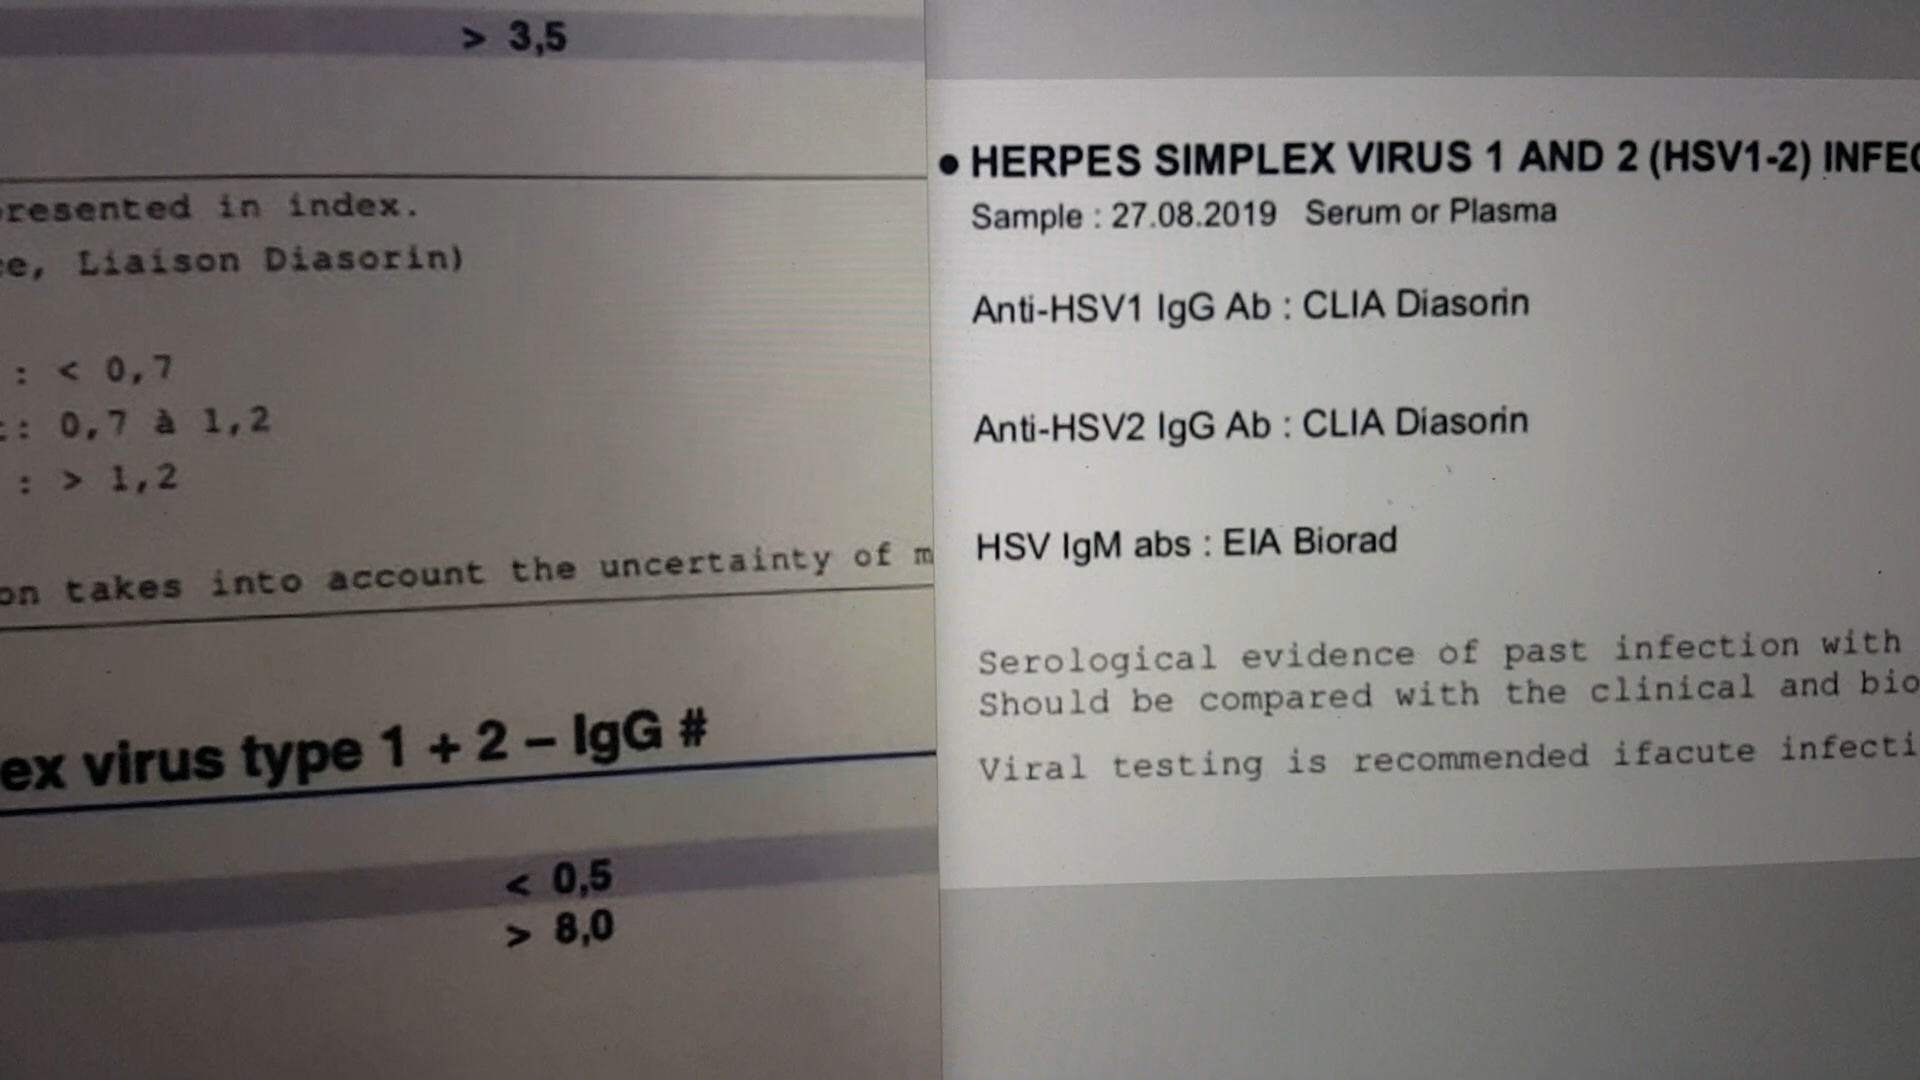 > 3,5
resented in index.
e, Liaison Diasorin)
: < 0,7
:: 0,7 à 1,2
: > 1,2
on takes into account the uncertainty of m
ex virus type 1 + 2 – IgG #
< 0,5
> 8,0
● HERPES SIMPLEX VIRUS 1 AND 2 (HSV1-2) INFEC
Sample : 27.08.2019 Serum or Plasma
Anti-HSV1 IgG Ab : CLIA Diasorin
Anti-HSV2 IgG Ab : CLIA Diasorin
HSV IgM abs : EIA Biorad
Serological evidence of past infection with
Should be compared with the clinical and bio
Viral testing is recommended ifacute infecti